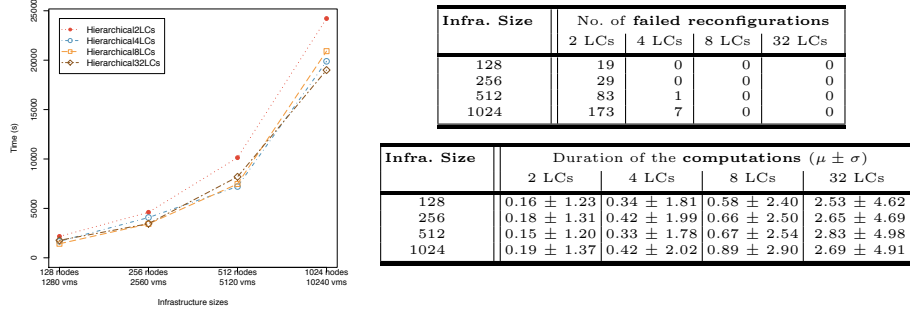 25000
20000
15000
10000
5000
0
Time (s)
Hierarchical2LCs
Hierarchical4LCs
Hierarchical8LCs
Hierarchical32LCs
128 nodes 256 nodes 512 nodes 1024 nodes
1280 vms 2560 vms 5120 vms 10240 vms
Infrastructure sizes
Infra. Size No. of failed reconfigurations
2 LCs 4 LCs 8 LCs 32 LCs
128 19 0 0 0
256 29 0 0 0
512 83 1 0 0
1024 173 7 0 0
Infra. Size Duration of the computations (μ ± σ)
2 LCs 4 LCs 8 LCs 32 LCs
128 0.16 ± 1.23 0.34 ± 1.81 0.58 ± 2.40 2.53 ± 4.62
256 0.18 ± 1.31 0.42 ± 1.99 0.66 ± 2.50 2.65 ± 4.69
512 0.15 ± 1.20 0.33 ± 1.78 0.67 ± 2.54 2.83 ± 4.98
1024 0.19 ± 1.37 0.42 ± 2.02 0.89 ± 2.90 2.69 ± 4.91